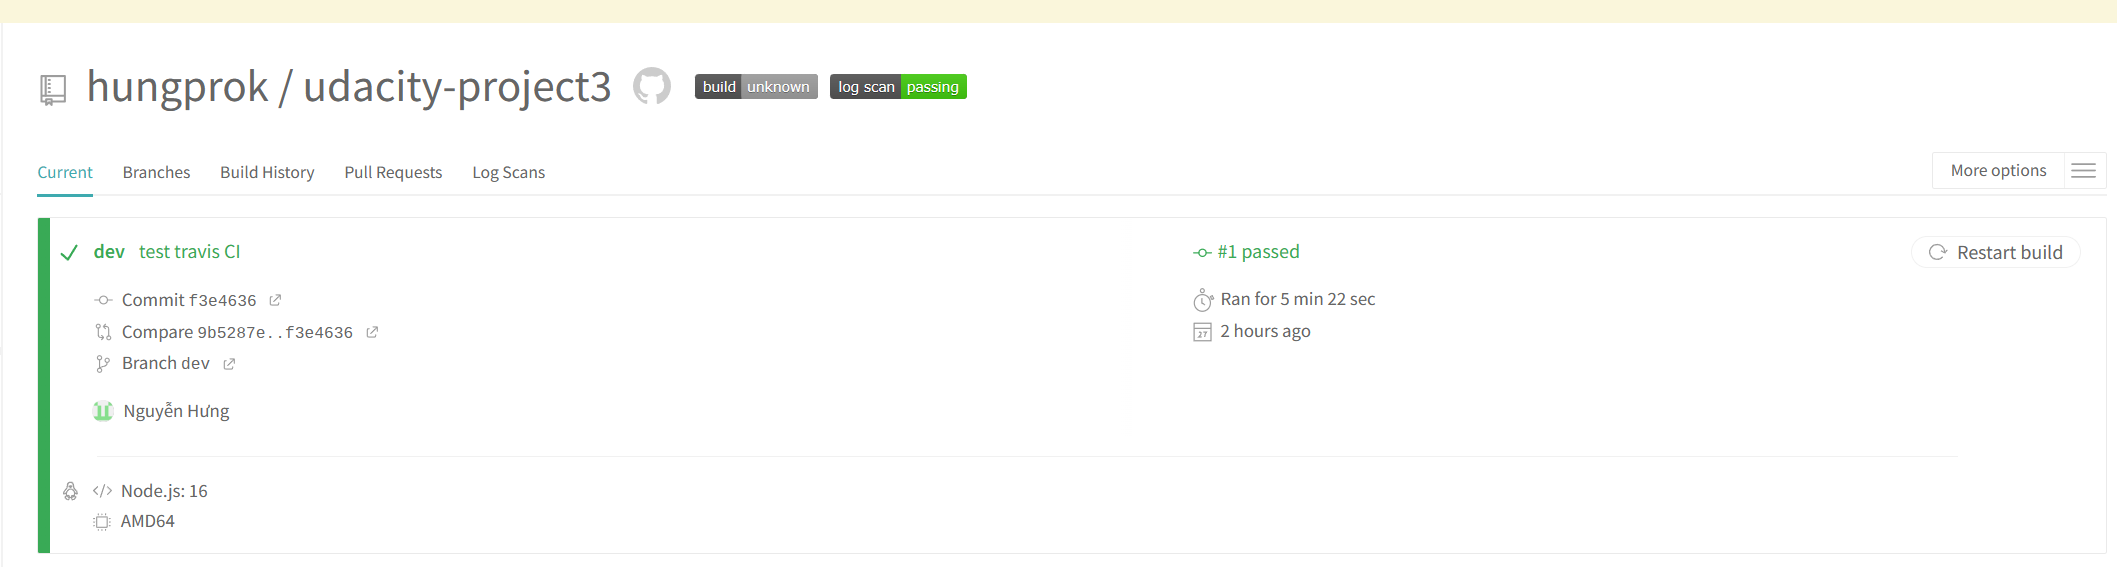 hungprok / udacity-project3 build unknown log scan passing
Current Branches Build History Pull Requests Log Scans More options
dev test travis CI
Commit f3e4636
Compare 9b5287e..f3e4636
Branch dev
Nguyễn Hưng
#1 passed
Ran for 5 min 22 sec
2 hours ago
Restart build
Node.js: 16
AMD64